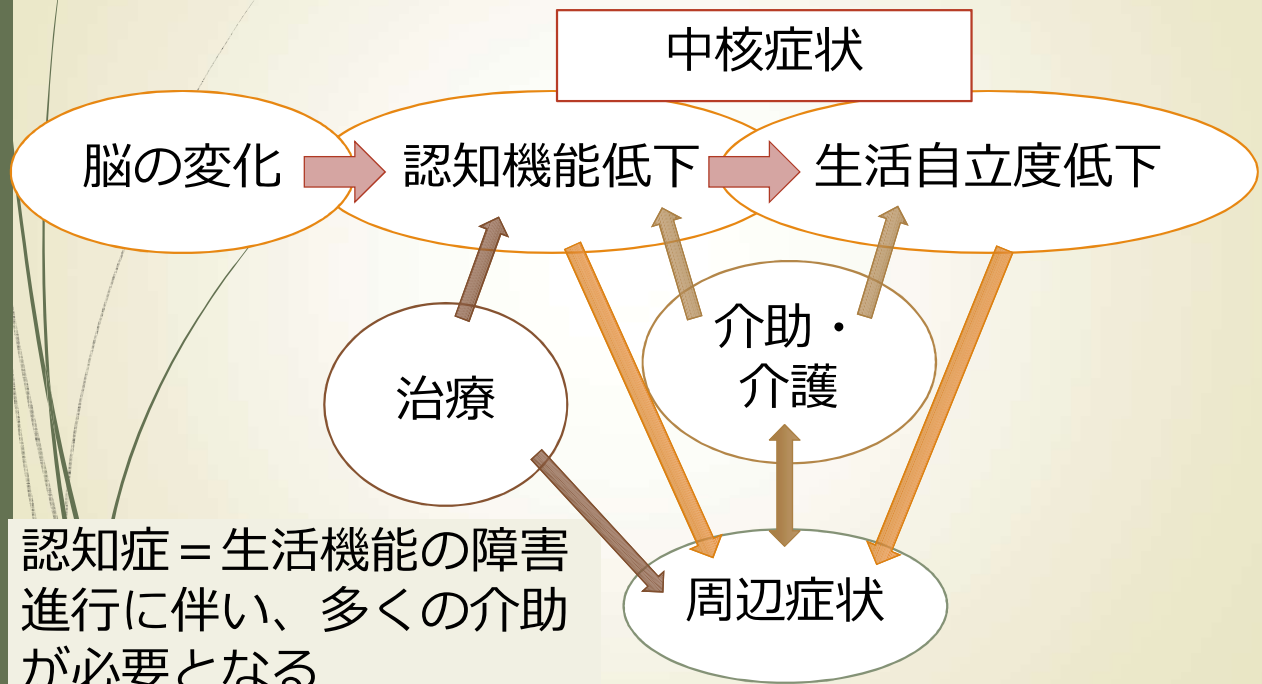 中核症状
脳の変化
認知機能低下
生活自立度低下
介助・
介護
治療
周辺症状
認知症＝生活機能の障害
進行に伴い、多くの介助
が必要となる